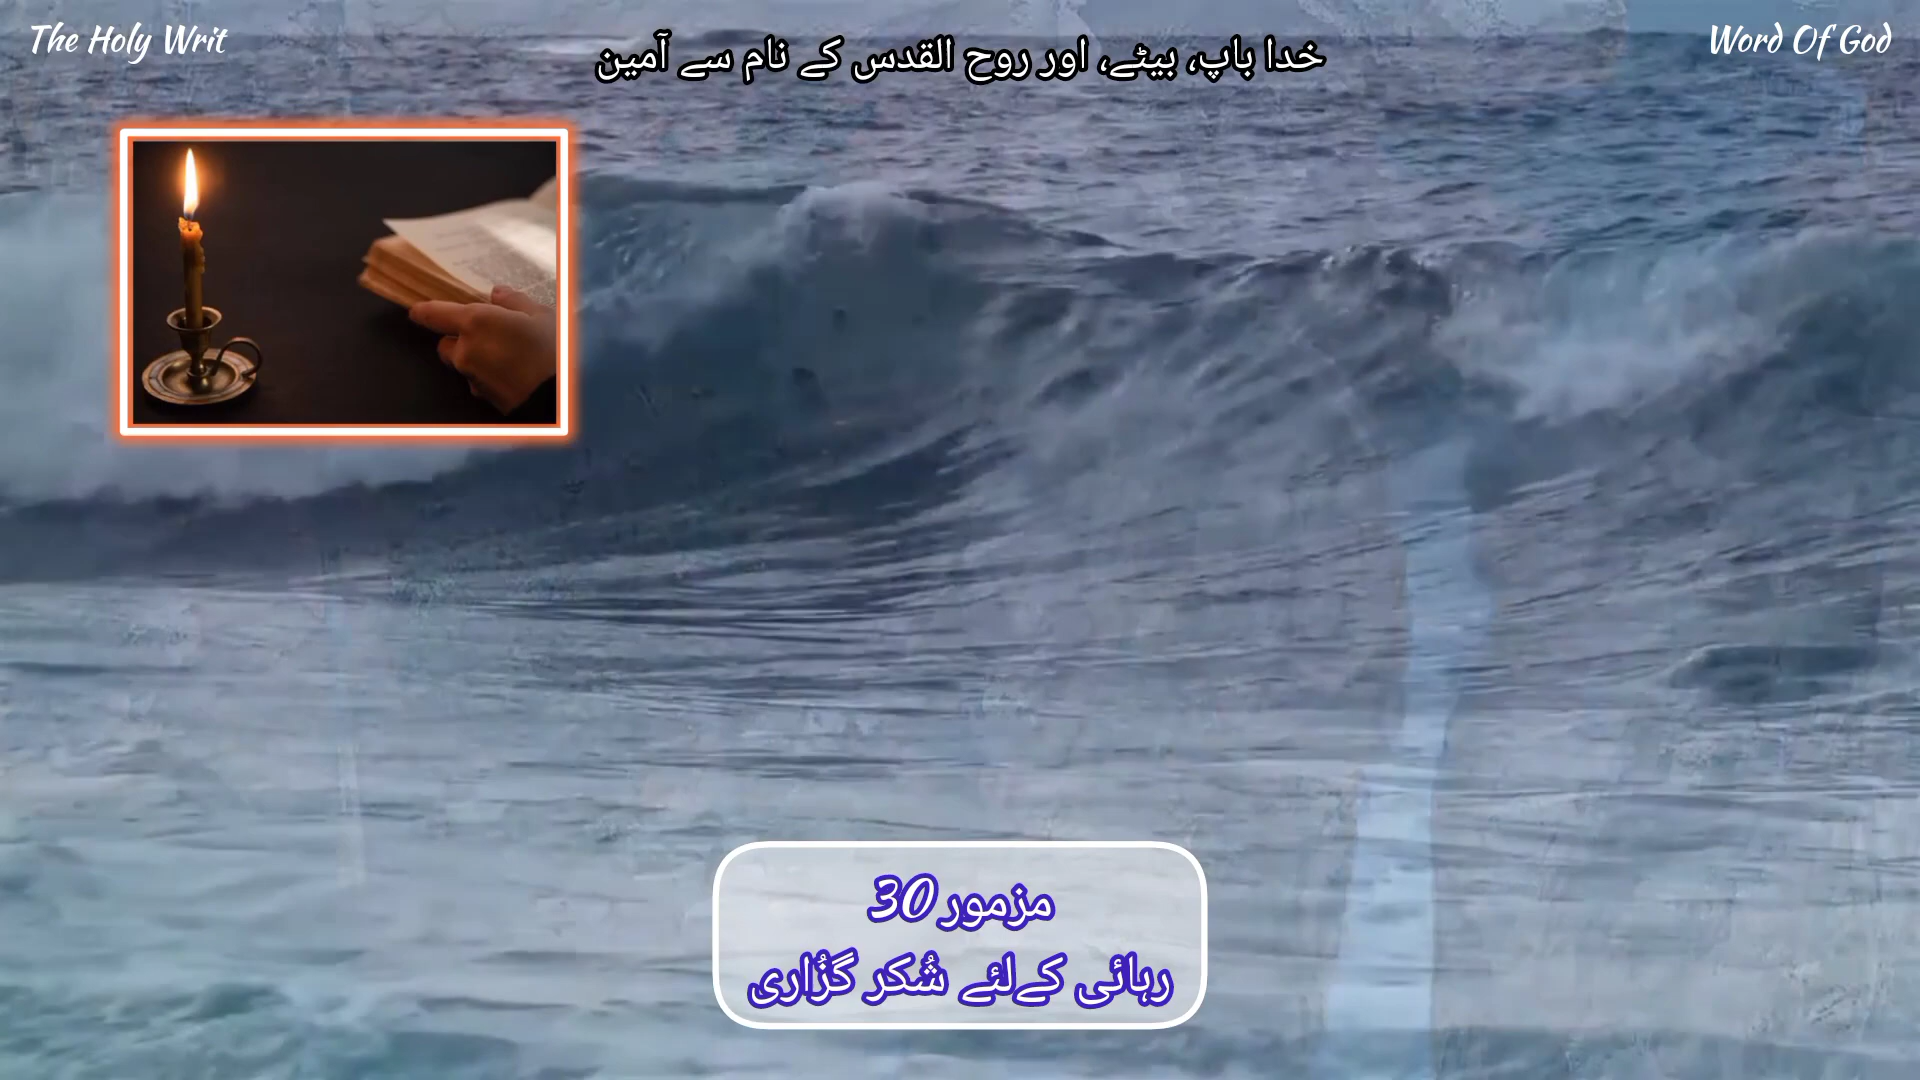 The Holy Writ
خدا باپ، بیٹے، اور روح القدس کے نام سے آمین
Word Of God
مزمور 30
رہائی کےلئے شُکر گزُاری